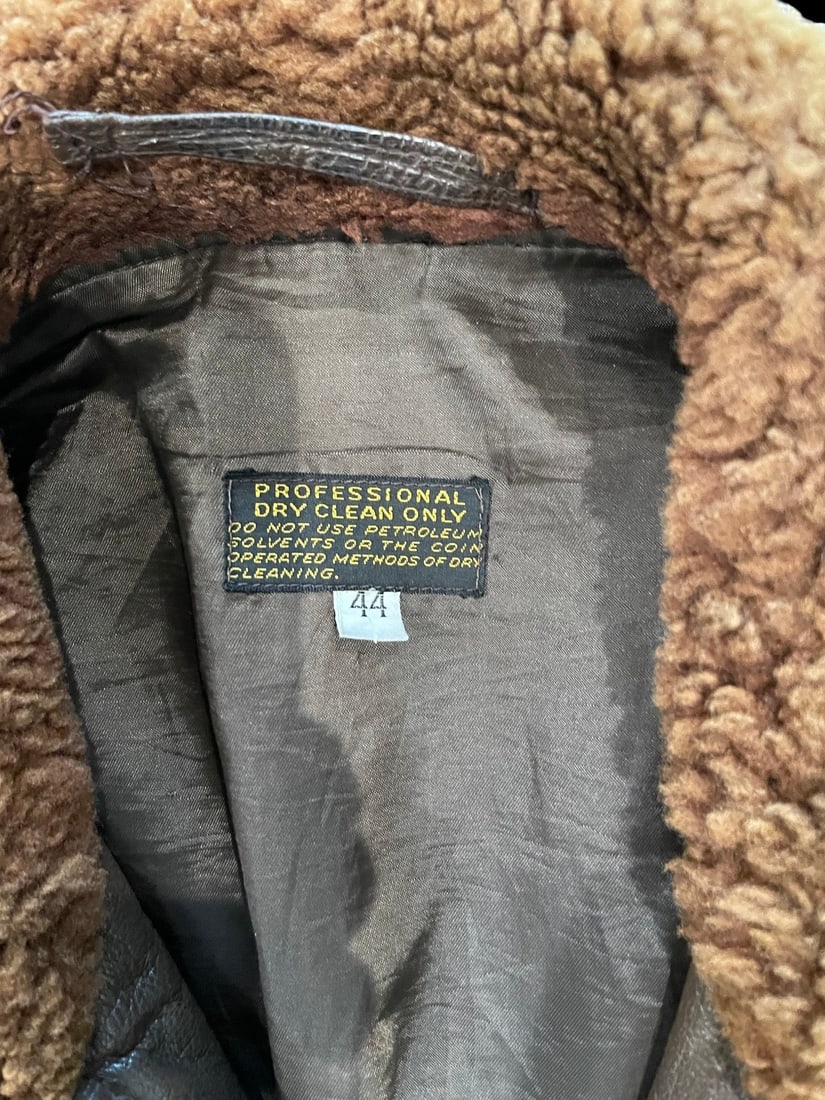 PROFESSIONAL
DRY CLEAN ONLY
DO NOT USE PETROLEUM
SOLVENTS OR THE COIN
OPERATED METHODS OF DRY
CLEANING.
44